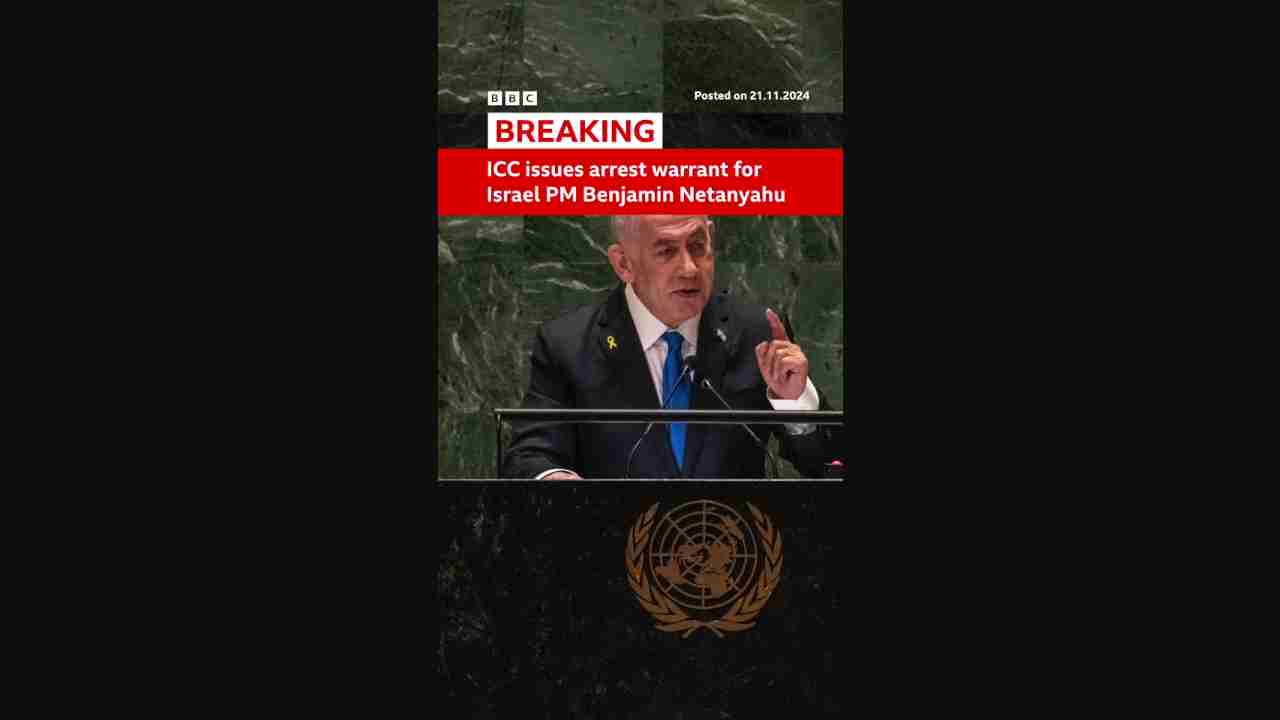 BBC
Posted on 21.11.2024
BREAKING
ICC issues arrest warrant for
Israel PM Benjamin Netanyahu